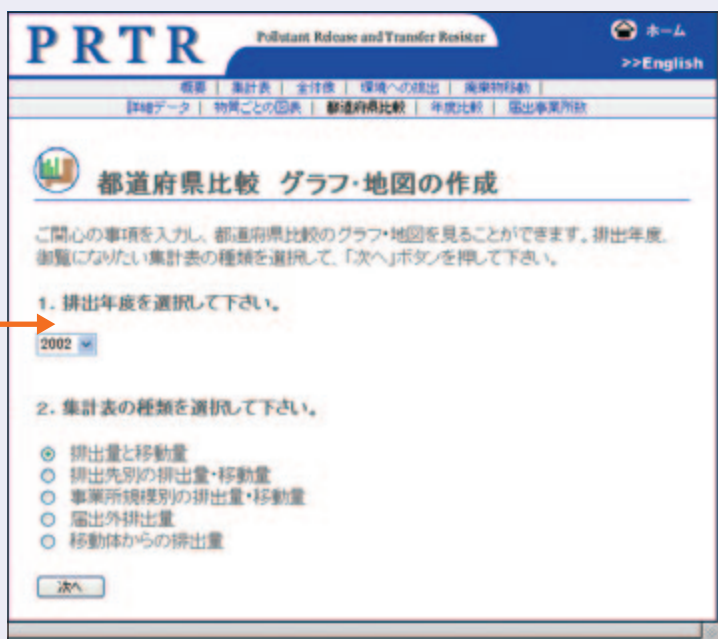 PRTR
Pollutant Release and Transfer Resister
ホーム
>>English
概要 | 集計表 | 全体像 | 環境への排出 | 廃棄物移動 |
詳細データ | 物質ごとの図表 | 都道府県比較 | 年度比較 | 届出事業所数
都道府県比較 グラフ・地図の作成
ご関心の事項を入力し、都道府県比較のグラフ・地図を見ることができます。排出年度、
御覧になりたい集計表の種類を選択して、「次へ」ボタンを押して下さい。
1. 排出年度を選択して下さい。
2002
2. 集計表の種類を選択して下さい。
排出量と移動量
排出先別の排出量・移動量
事業所規模別の排出量・移動量
届出外排出量
移動体からの排出量
次へ